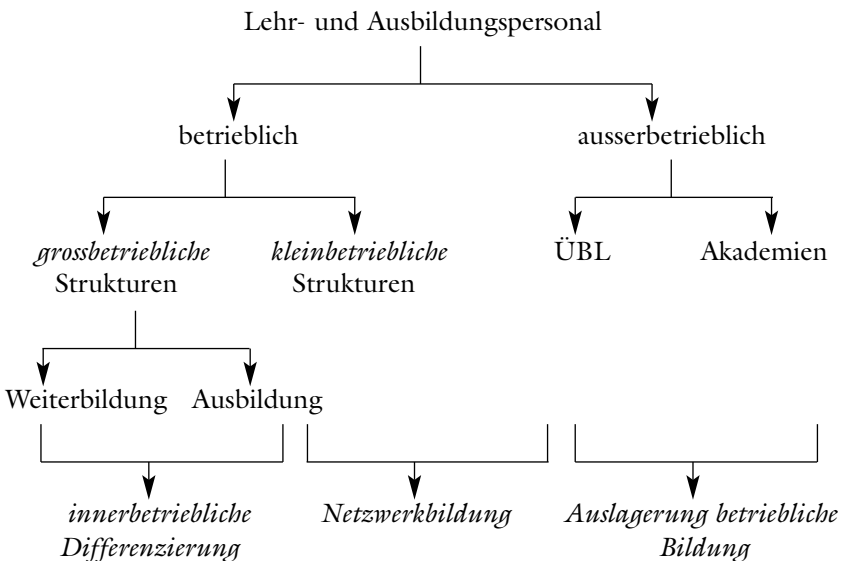 Lehr- und Ausbildungspersonal
betrieblich
ausserbetrieblich
grossbetriebliche
Strukturen
kleinbetriebliche
Strukturen
ÜBL
Akademien
Weiterbildung
Ausbildung
innerbetriebliche
Differenzierung
Netzwerkbildung
Auslagerung betriebliche
Bildung